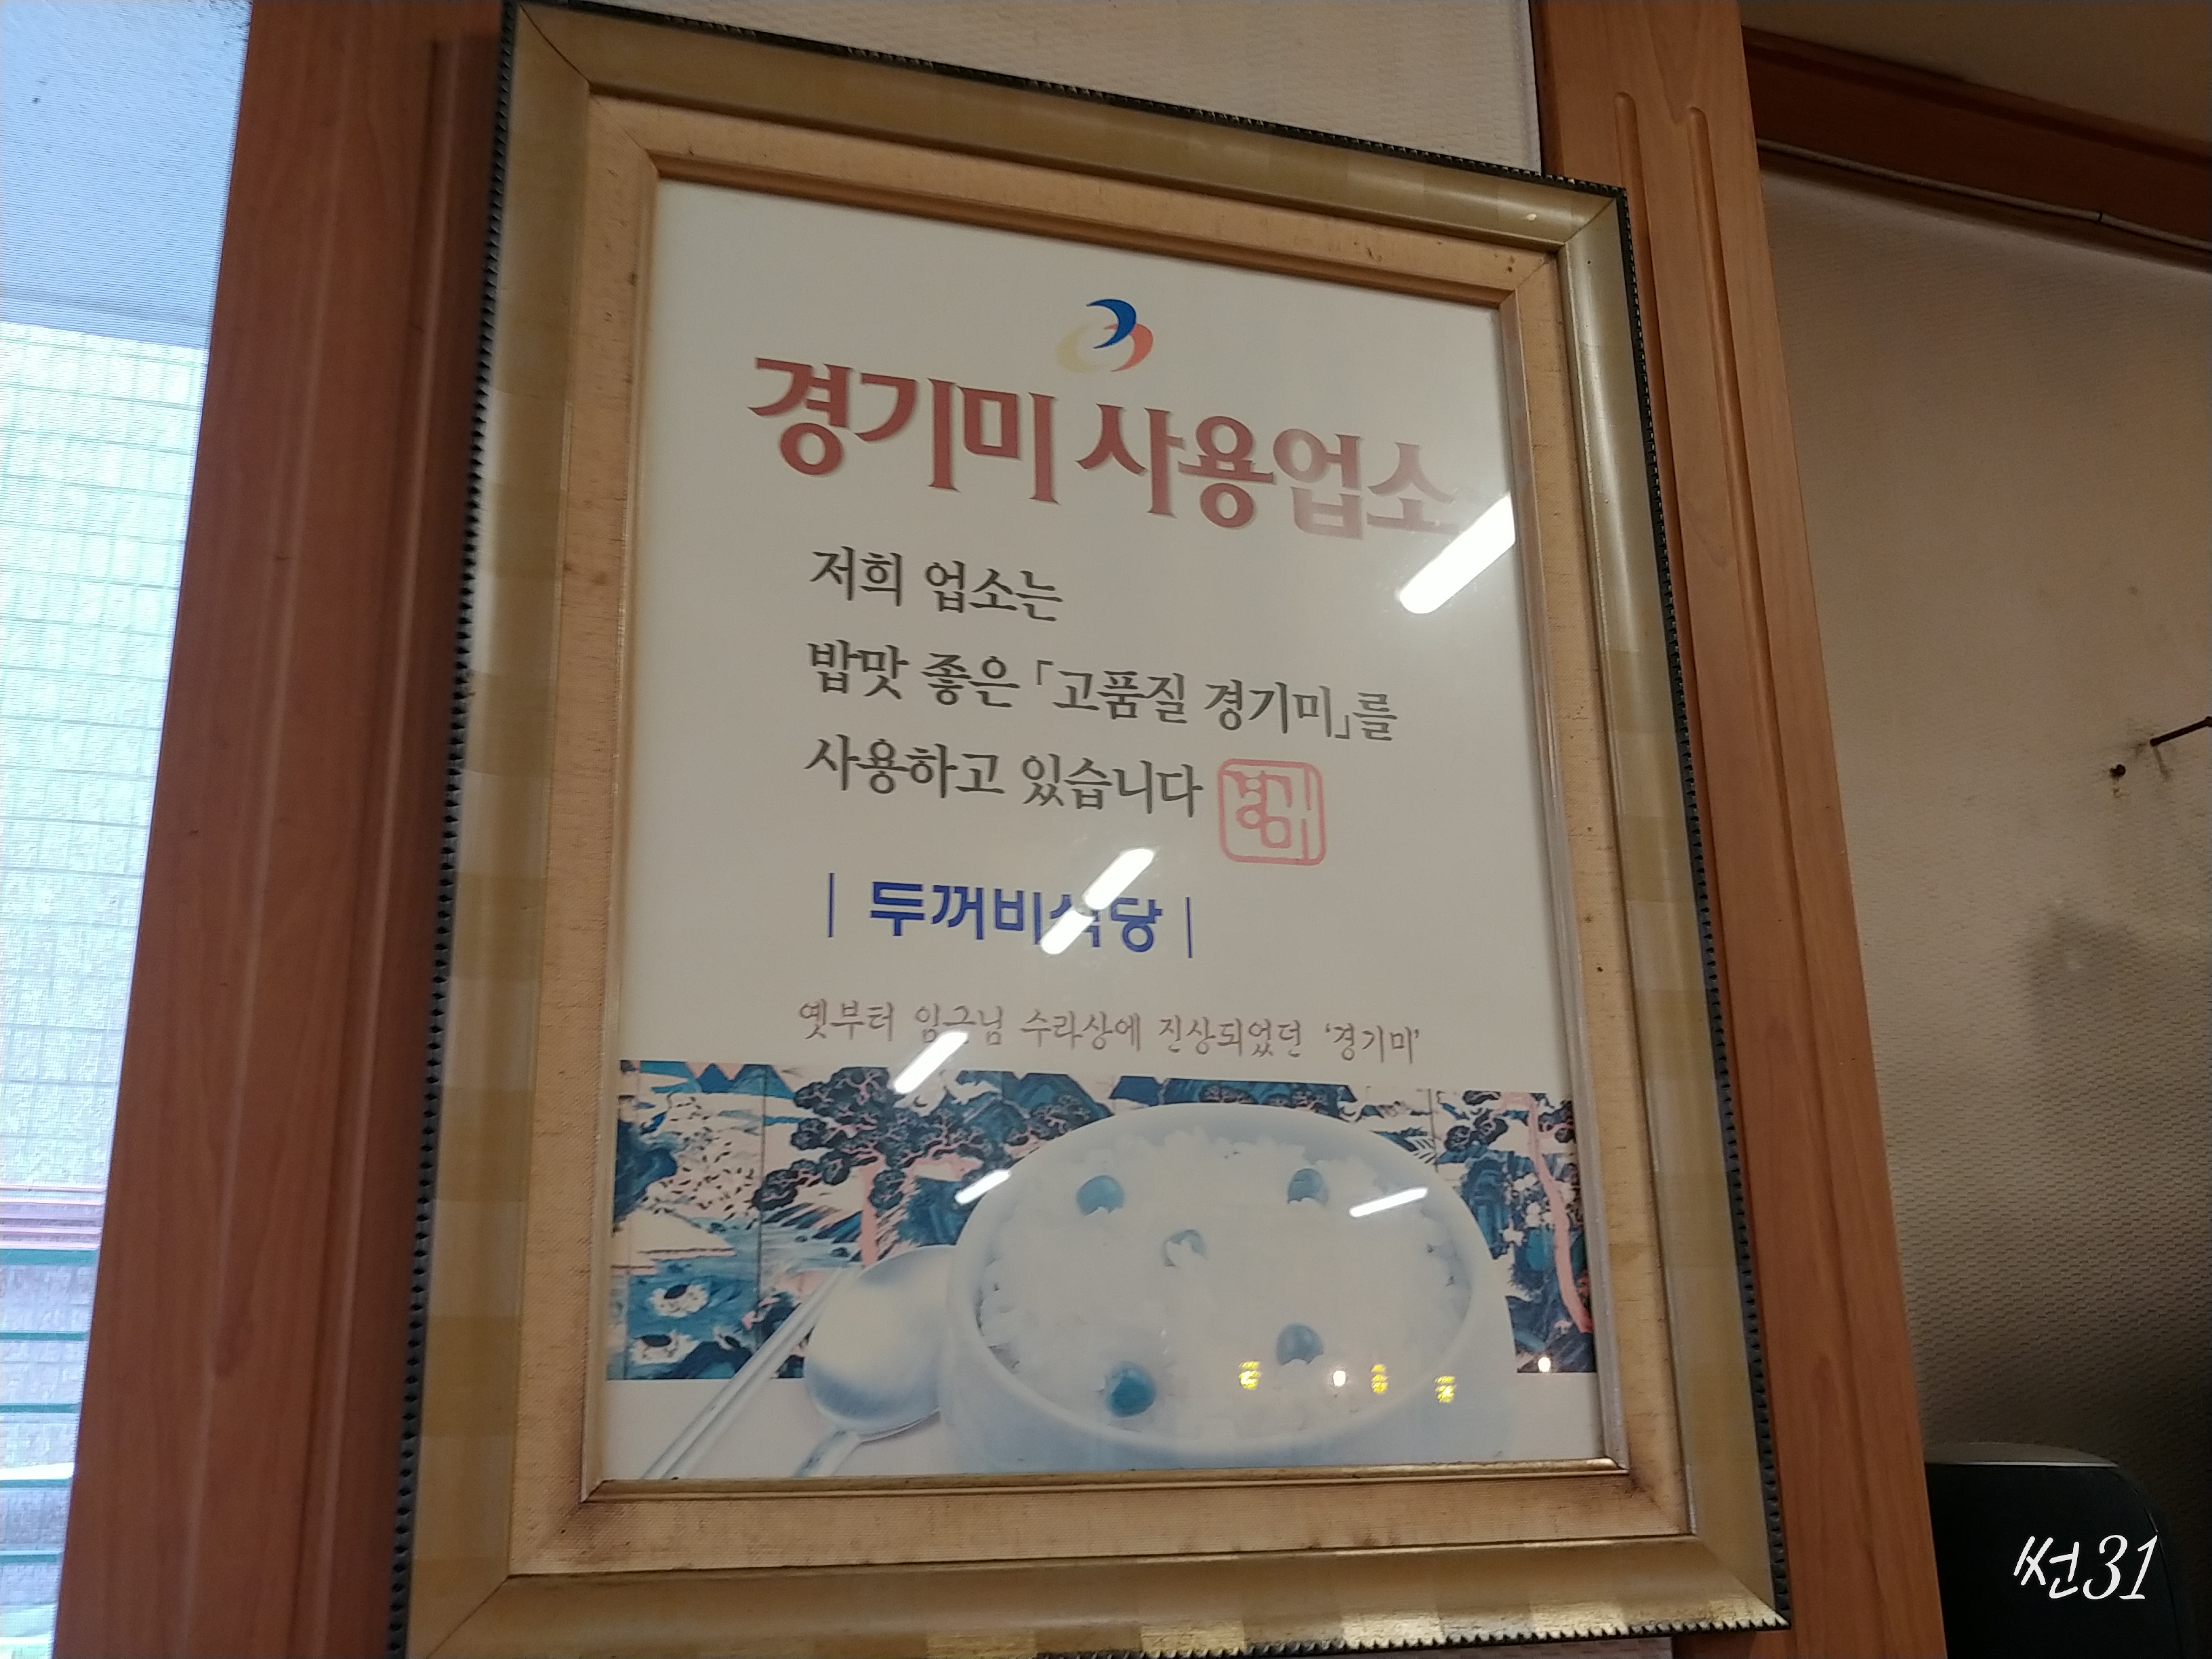 경기미 사용업소
저희 업소는
밥맛 좋은 「고품질 경기미」를
사용하고 있습니다
경기미
| 두꺼비식당 |
옛부터 임금님 수라상에 진상되었던 '경기미'
썬31